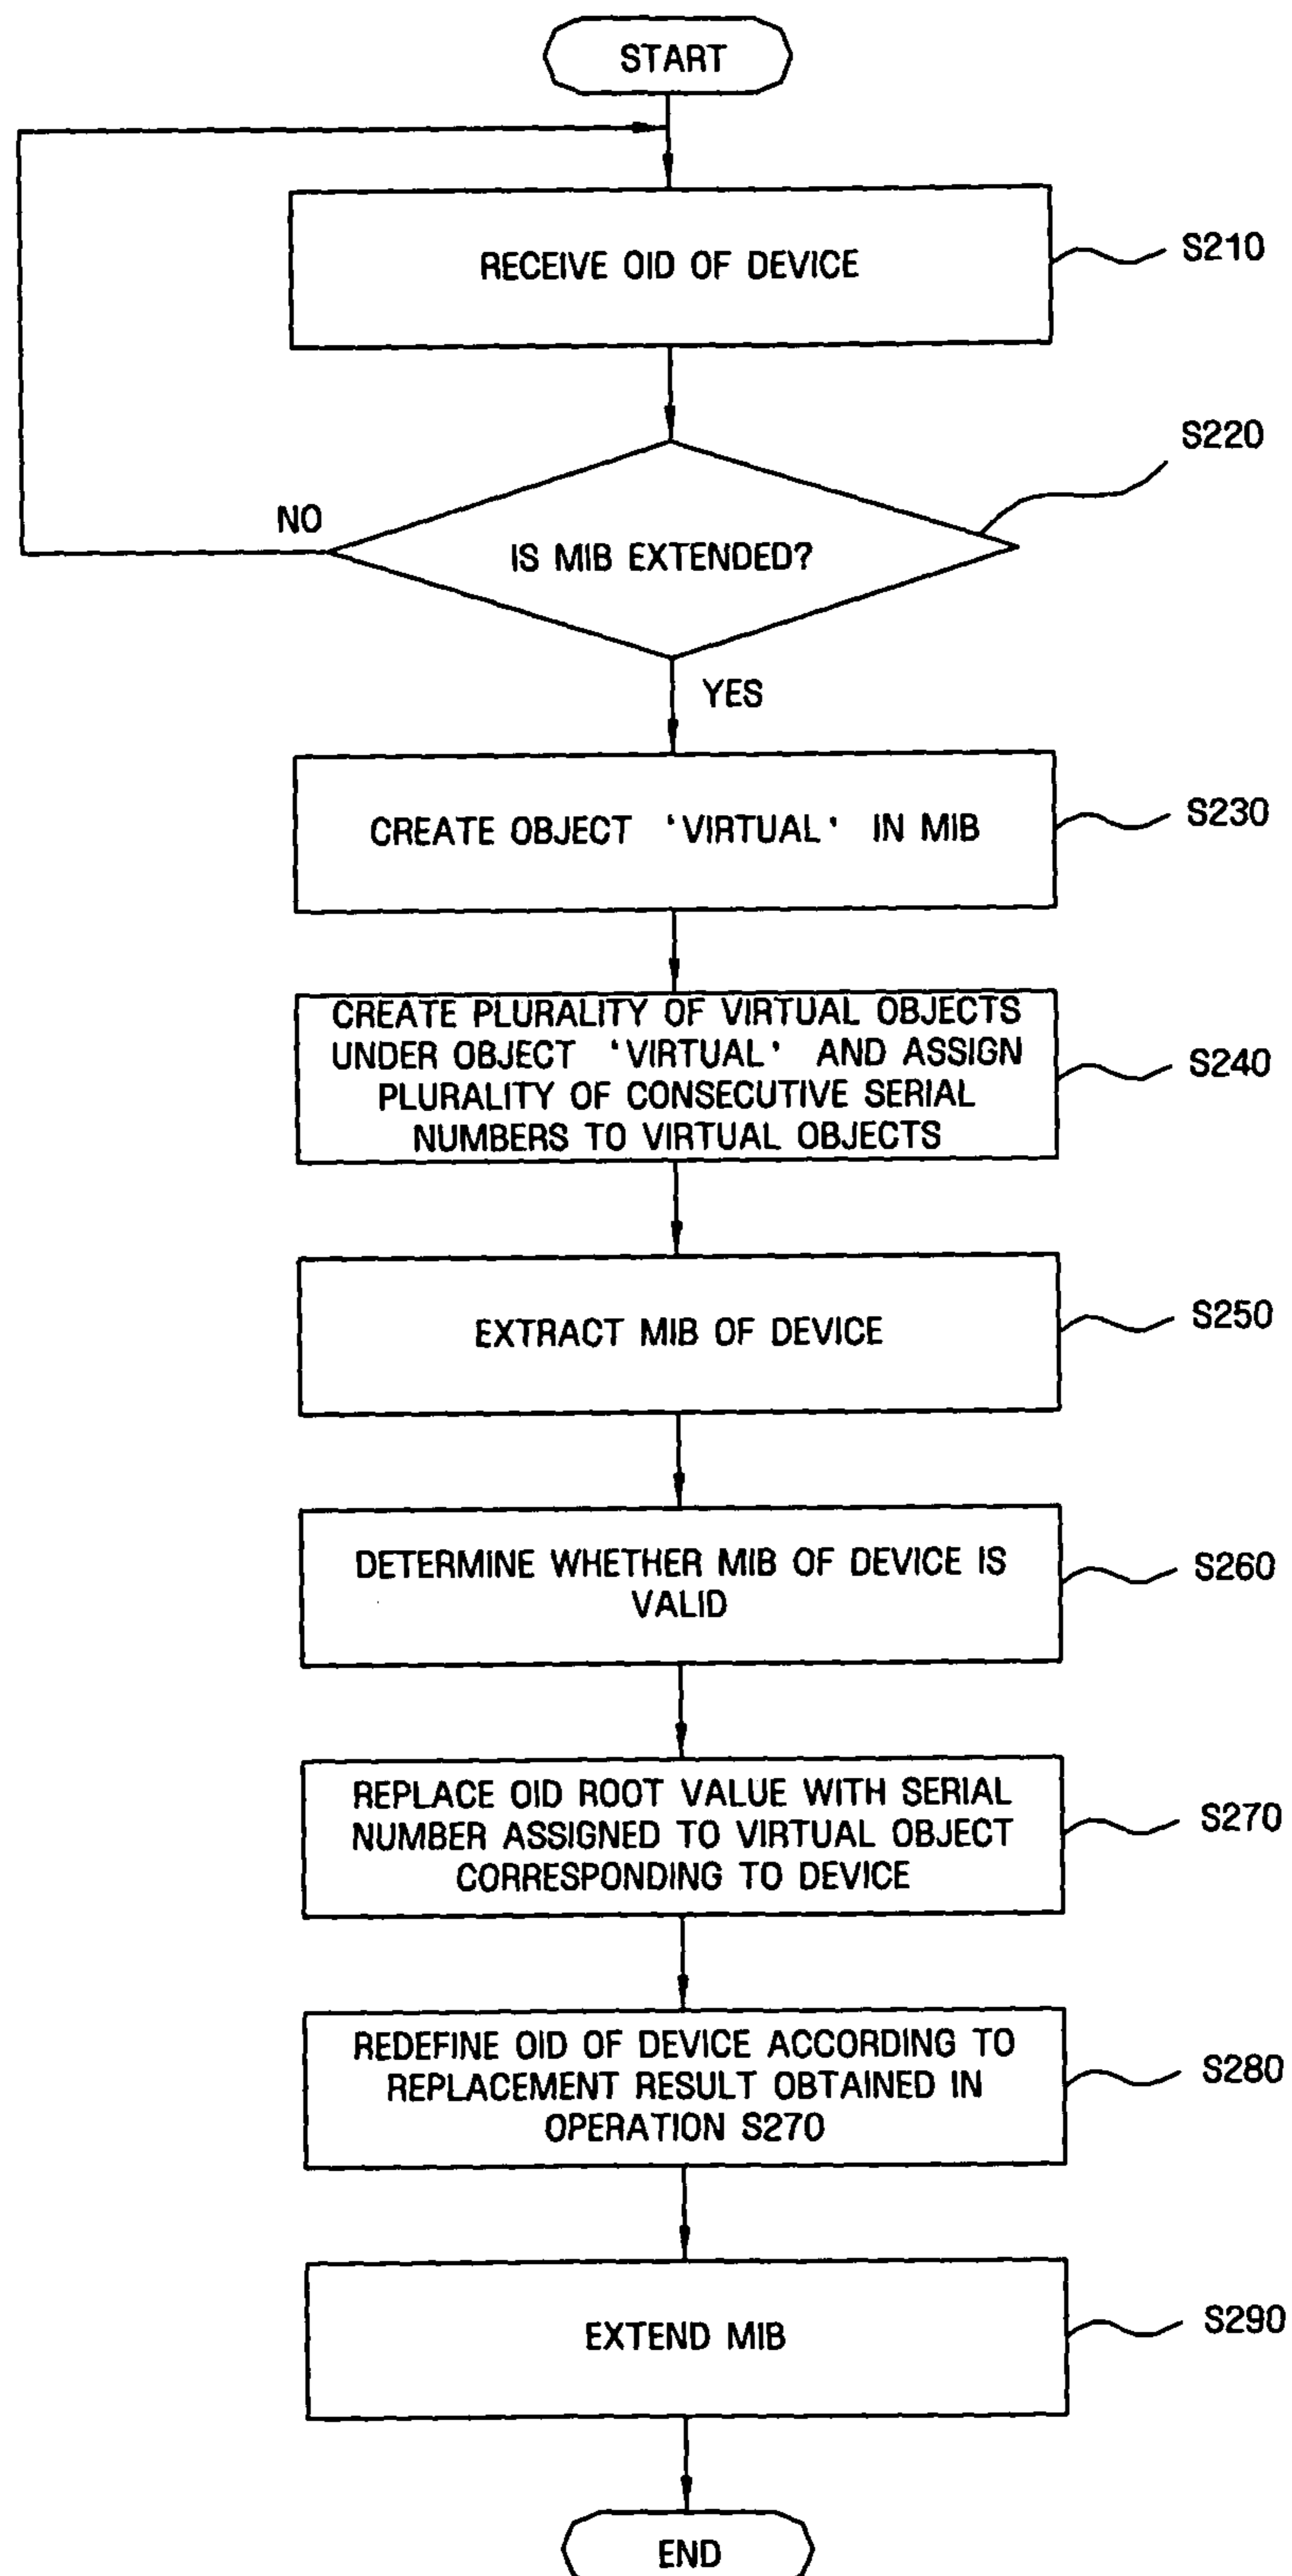 START
RECEIVE OID OF DEVICE
S210
S220
NO
IS MIB EXTENDED?
YES
CREATE OBJECT 'VIRTUAL' IN MIB
S230
CREATE PLURALITY OF VIRTUAL OBJECTS
UNDER OBJECT 'VIRTUAL' AND ASSIGN
PLURALITY OF CONSECUTIVE SERIAL
NUMBERS TO VIRTUAL OBJECTS
S240
EXTRACT MIB OF DEVICE
S250
DETERMINE WHETHER MIB OF DEVICE IS
VALID
S260
REPLACE OID ROOT VALUE WITH SERIAL
NUMBER ASSIGNED TO VIRTUAL OBJECT
CORRESPONDING TO DEVICE
S270
REDEFINE OID OF DEVICE ACCORDING TO
REPLACEMENT RESULT OBTAINED IN
OPERATION S270
S280
EXTEND MIB
S290
END